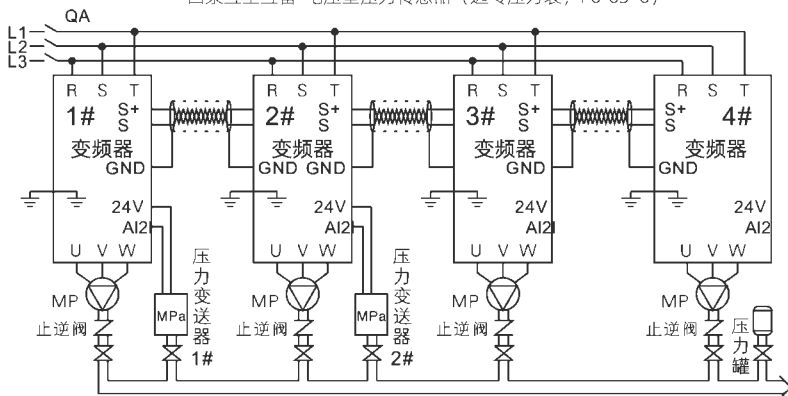 QA
L1
L2
L3
R S T
R S T
R S T
R S T
1#
S+
S
2#
S+
S
3#
S+
S
4#
变频器
变频器
变频器
变频器
GND
GND
GND
GND
GND
GND
24V
24V
24V
24V
AI2
AI2
AI2
AI2
U V W
U V W
U V W
U V W
MP
MP
MP
MP
MPa
MPa
压力变送器1#
压力变送器2#
止逆阀
止逆阀
止逆阀
止逆阀
压力罐